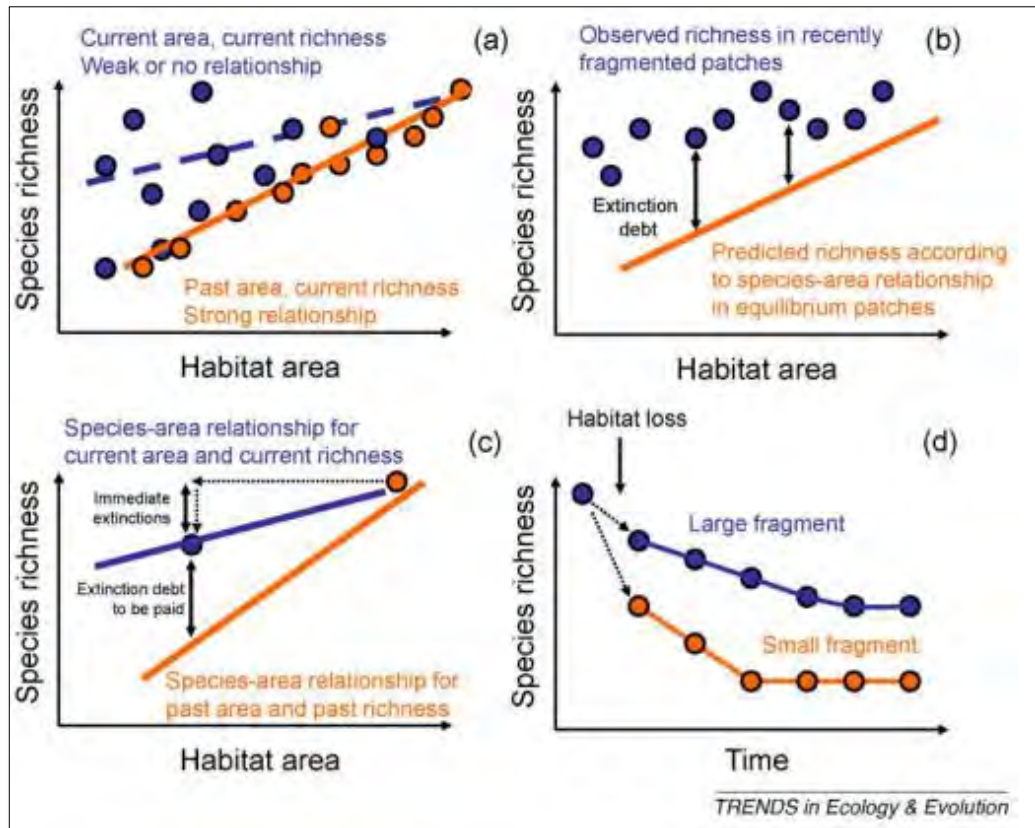 Current area, current richness
Weak or no relationship
(a)
Species richness
Past area, current richness
Strong relationship
Habitat area
Observed richness in recently
fragmented patches
(b)
Species richness
Extinction
debt
Predicted richness according
to species-area relationship
in equilibrium patches
Habitat area
Species-area relationship for
current area and current richness
(c)
Species richness
Immediate
extinctions
Extinction debt
to be paid
Species-area relationship for
past area and past richness
Habitat area
Habitat loss
(d)
Species richness
Large fragment
Small fragment
Time
TRENDS in Ecology & Evolution